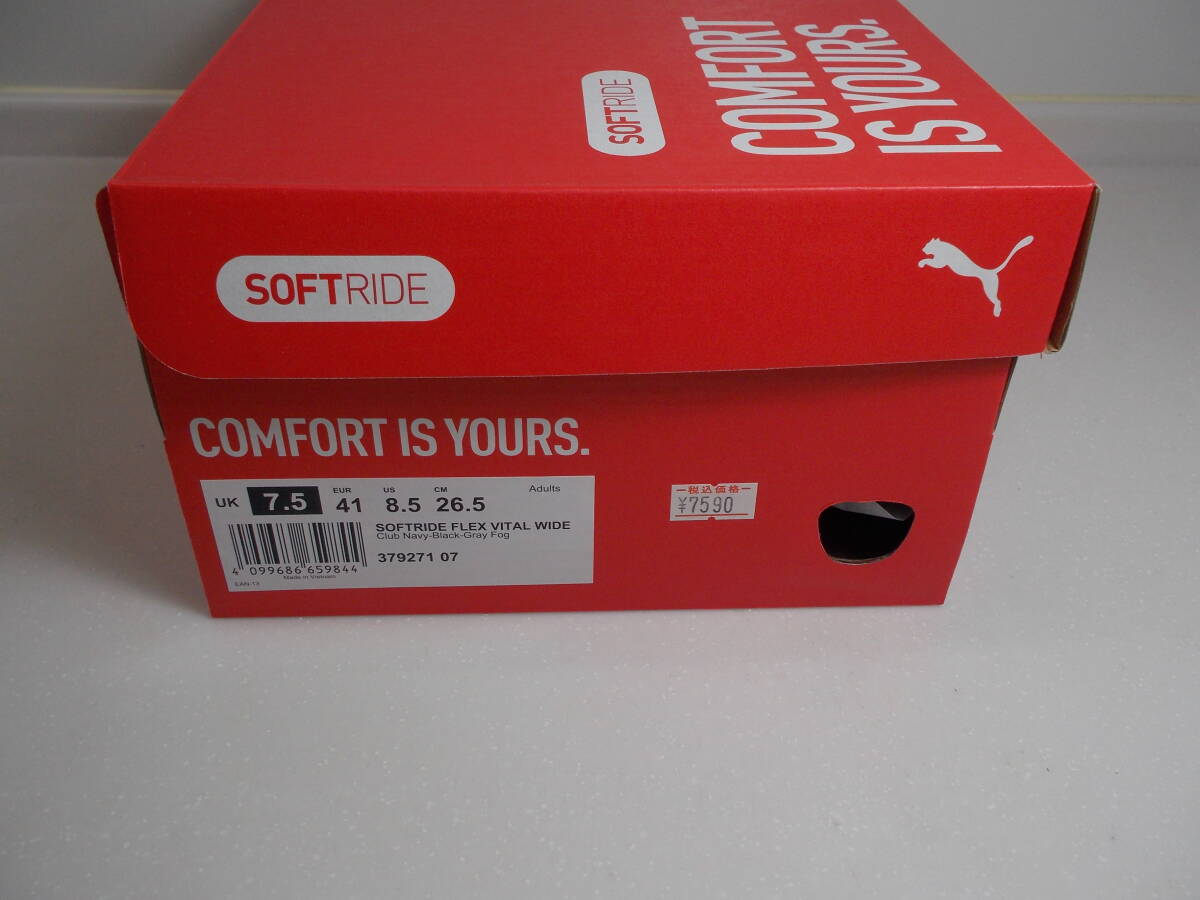 COMFORT
IS YOURS.
SOFTRIDE
SOFTRIDE
COMFORT IS YOURS.
UK 7.5 EUR 41 US 8.5 CM 26.5 Adults
SOFTRIDE FLEX VITAL WIDE
Club Navy-Black-Gray Fog
379271 07
4 099686 659844
EAN-13 Made in Vietnam
税込価格
¥7590